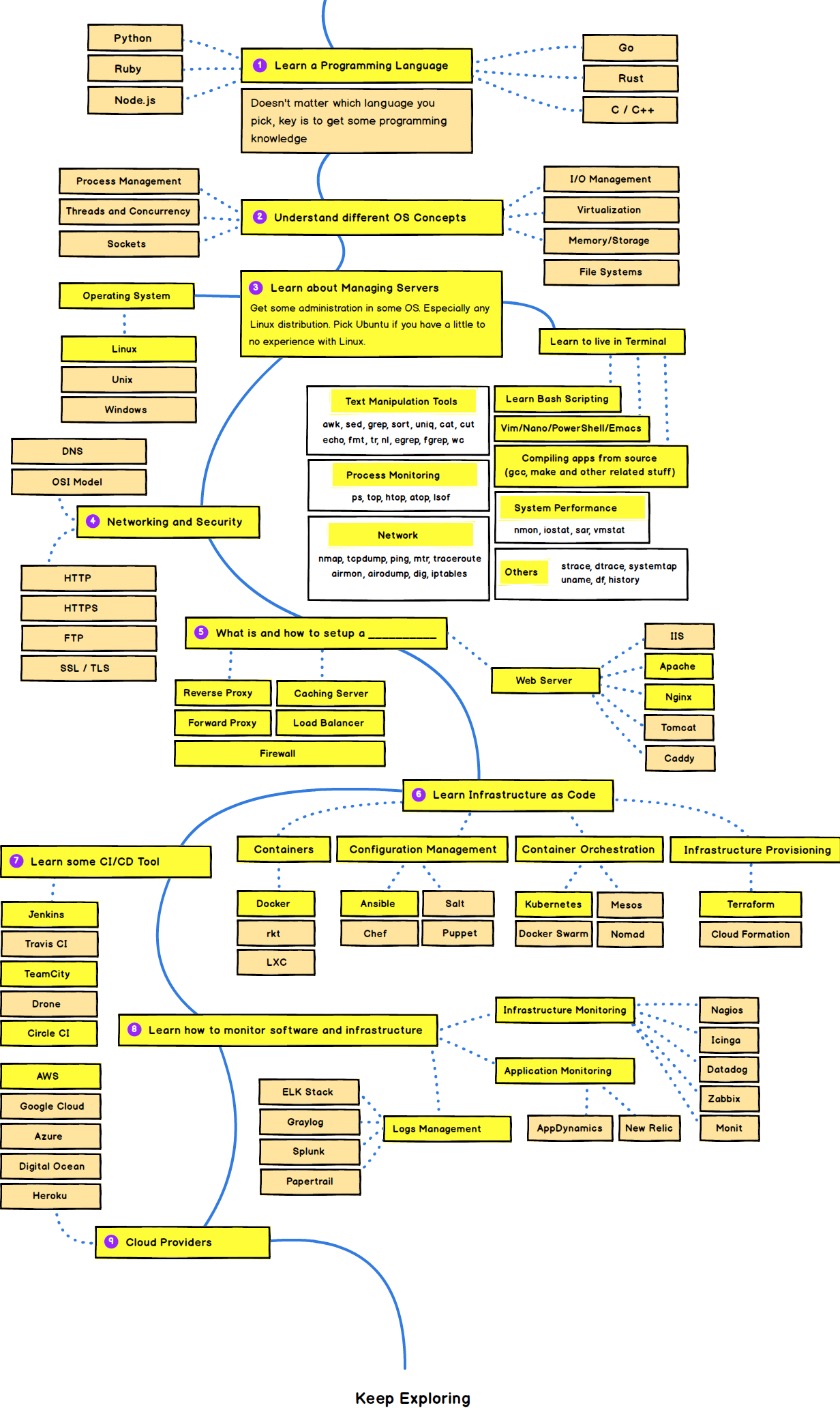 Python
Ruby
Node.js
1 Learn a Programming Language
Doesn't matter which language you
pick, key is to get some programming
knowledge
Go
Rust
C / C++
Process Management
Threads and Concurrency
Sockets
2 Understand different OS Concepts
I/O Management
Virtualization
Memory/Storage
File Systems
3 Learn about Managing Servers
Get some administration in some OS. Especially any
Linux distribution. Pick Ubuntu if you have a little to
no experience with Linux.
Operating System
Linux
Unix
Windows
Learn to live in Terminal
Text Manipulation Tools
awk, sed, grep, sort, uniq, cat, cut
echo, fmt, tr, nl, egrep, fgrep, wc
Process Monitoring
ps, top, htop, atop, lsof
Network
nmap, tcpdump, ping, mtr, traceroute
airmon, airodump, dig, iptables
Learn Bash Scripting
Vim/Nano/PowerShell/Emacs
Compiling apps from source
(gcc, make and other related stuff)
System Performance
nmon, iostat, sar, vmstat
Others
strace, dtrace, systemtap
uname, df, history
DNS
OSI Model
4 Networking and Security
HTTP
HTTPS
FTP
SSL / TLS
5 What is and how to setup a ___________
Reverse Proxy
Caching Server
Forward Proxy
Load Balancer
Firewall
Web Server
IIS
Apache
Nginx
Tomcat
Caddy
6 Learn Infrastructure as Code
Containers
Docker
rkt
LXC
Configuration Management
Ansible
Salt
Chef
Puppet
Container Orchestration
Kubernetes
Mesos
Docker Swarm
Nomad
Infrastructure Provisioning
Terraform
Cloud Formation
7 Learn some CI/CD Tool
Jenkins
Travis CI
TeamCity
Drone
Circle CI
8 Learn how to monitor software and infrastructure
Infrastructure Monitoring
Nagios
Icinga
Datadog
Zabbix
Monit
Application Monitoring
AppDynamics
New Relic
Logs Management
ELK Stack
Graylog
Splunk
Papertrail
AWS
Google Cloud
Azure
Digital Ocean
Heroku
9 Cloud Providers
Keep Exploring